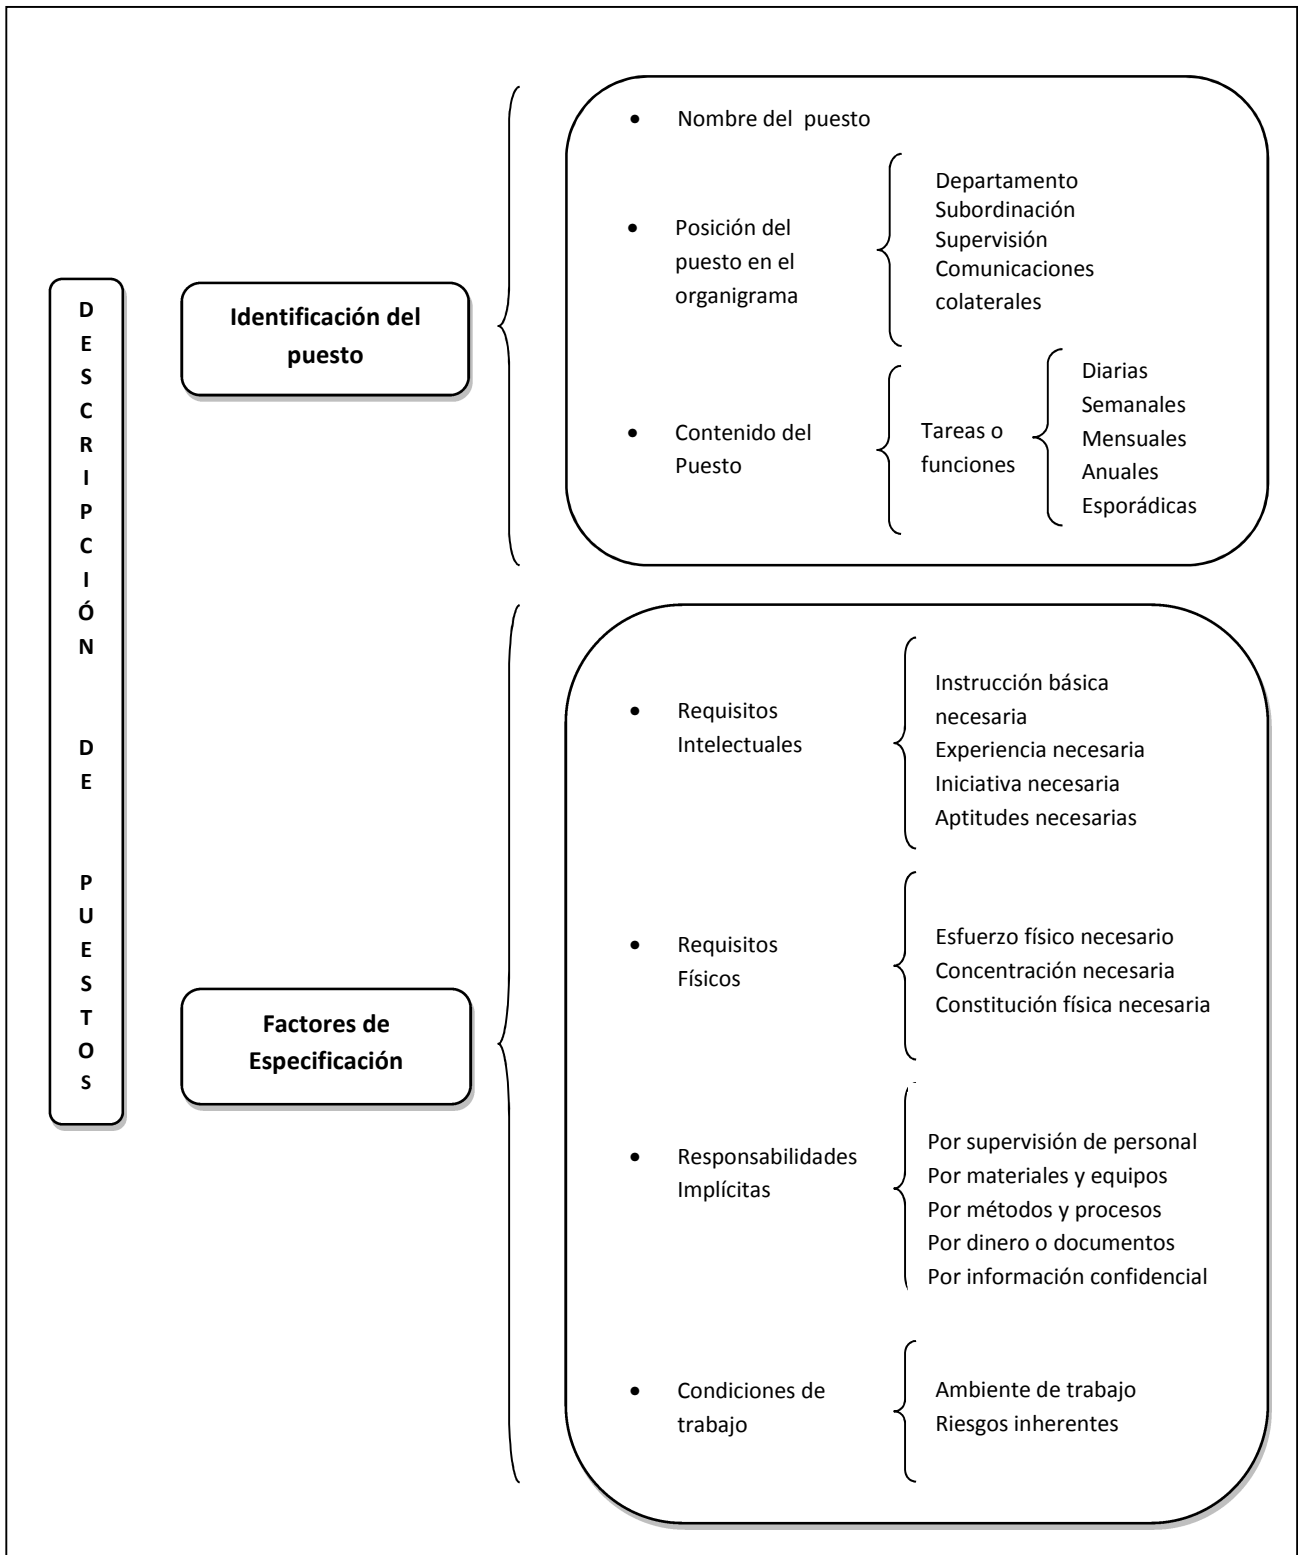 DESCRIPCIÓN DE PUESTOS
Identificación del
puesto
• Nombre del puesto
• Posición del
puesto en el
organigrama
Departamento
Subordinación
Supervisión
Comunicaciones
colaterales
• Contenido del
Puesto
Tareas o
funciones
Diarias
Semanales
Mensuales
Anuales
Esporádicas
Factores de
Especificación
• Requisitos
Intelectuales
Instrucción básica
necesaria
Experiencia necesaria
Iniciativa necesaria
Aptitudes necesarias
• Requisitos
Físicos
Esfuerzo físico necesario
Concentración necesaria
Constitución física necesaria
• Responsabilidades
Implícitas
Por supervisión de personal
Por materiales y equipos
Por métodos y procesos
Por dinero o documentos
Por información confidencial
• Condiciones de
trabajo
Ambiente de trabajo
Riesgos inherentes